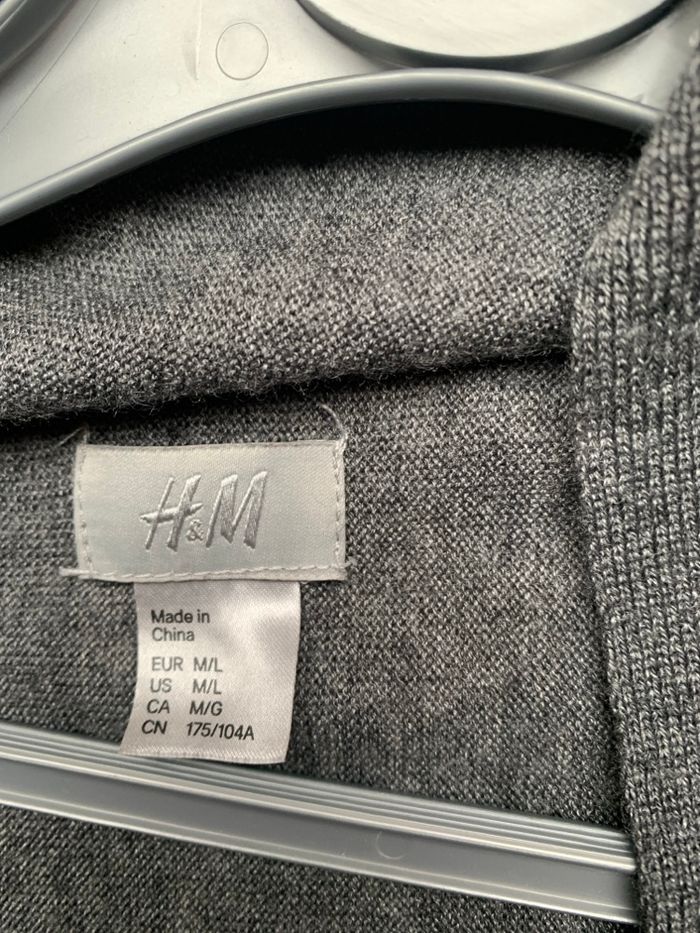 H&M
Made in
China
EUR M/L
US M/L
CA M/G
CN 175/104A